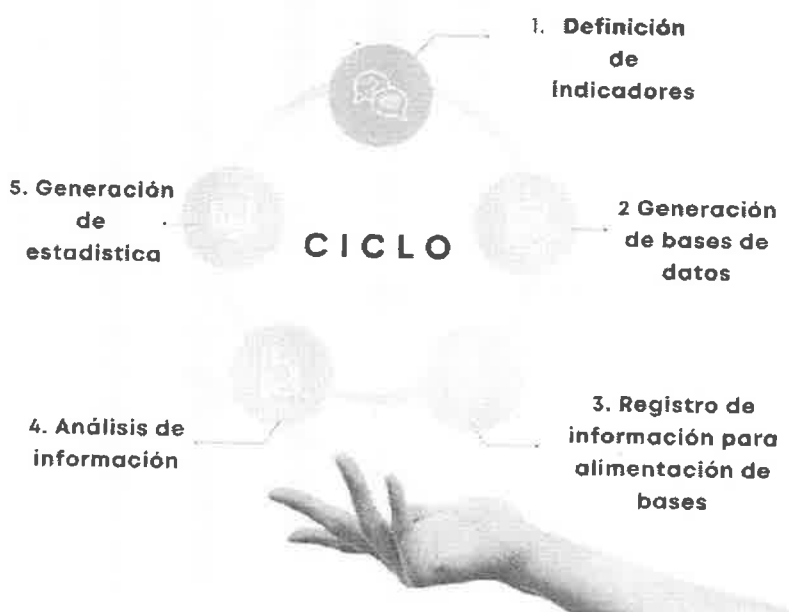 1. Definición
de
indicadores
2 Generación
de bases de
datos
3. Registro de
información para
alimentación de
bases
4. Análisis de
información
5. Generación
de
estadistica
CICLO